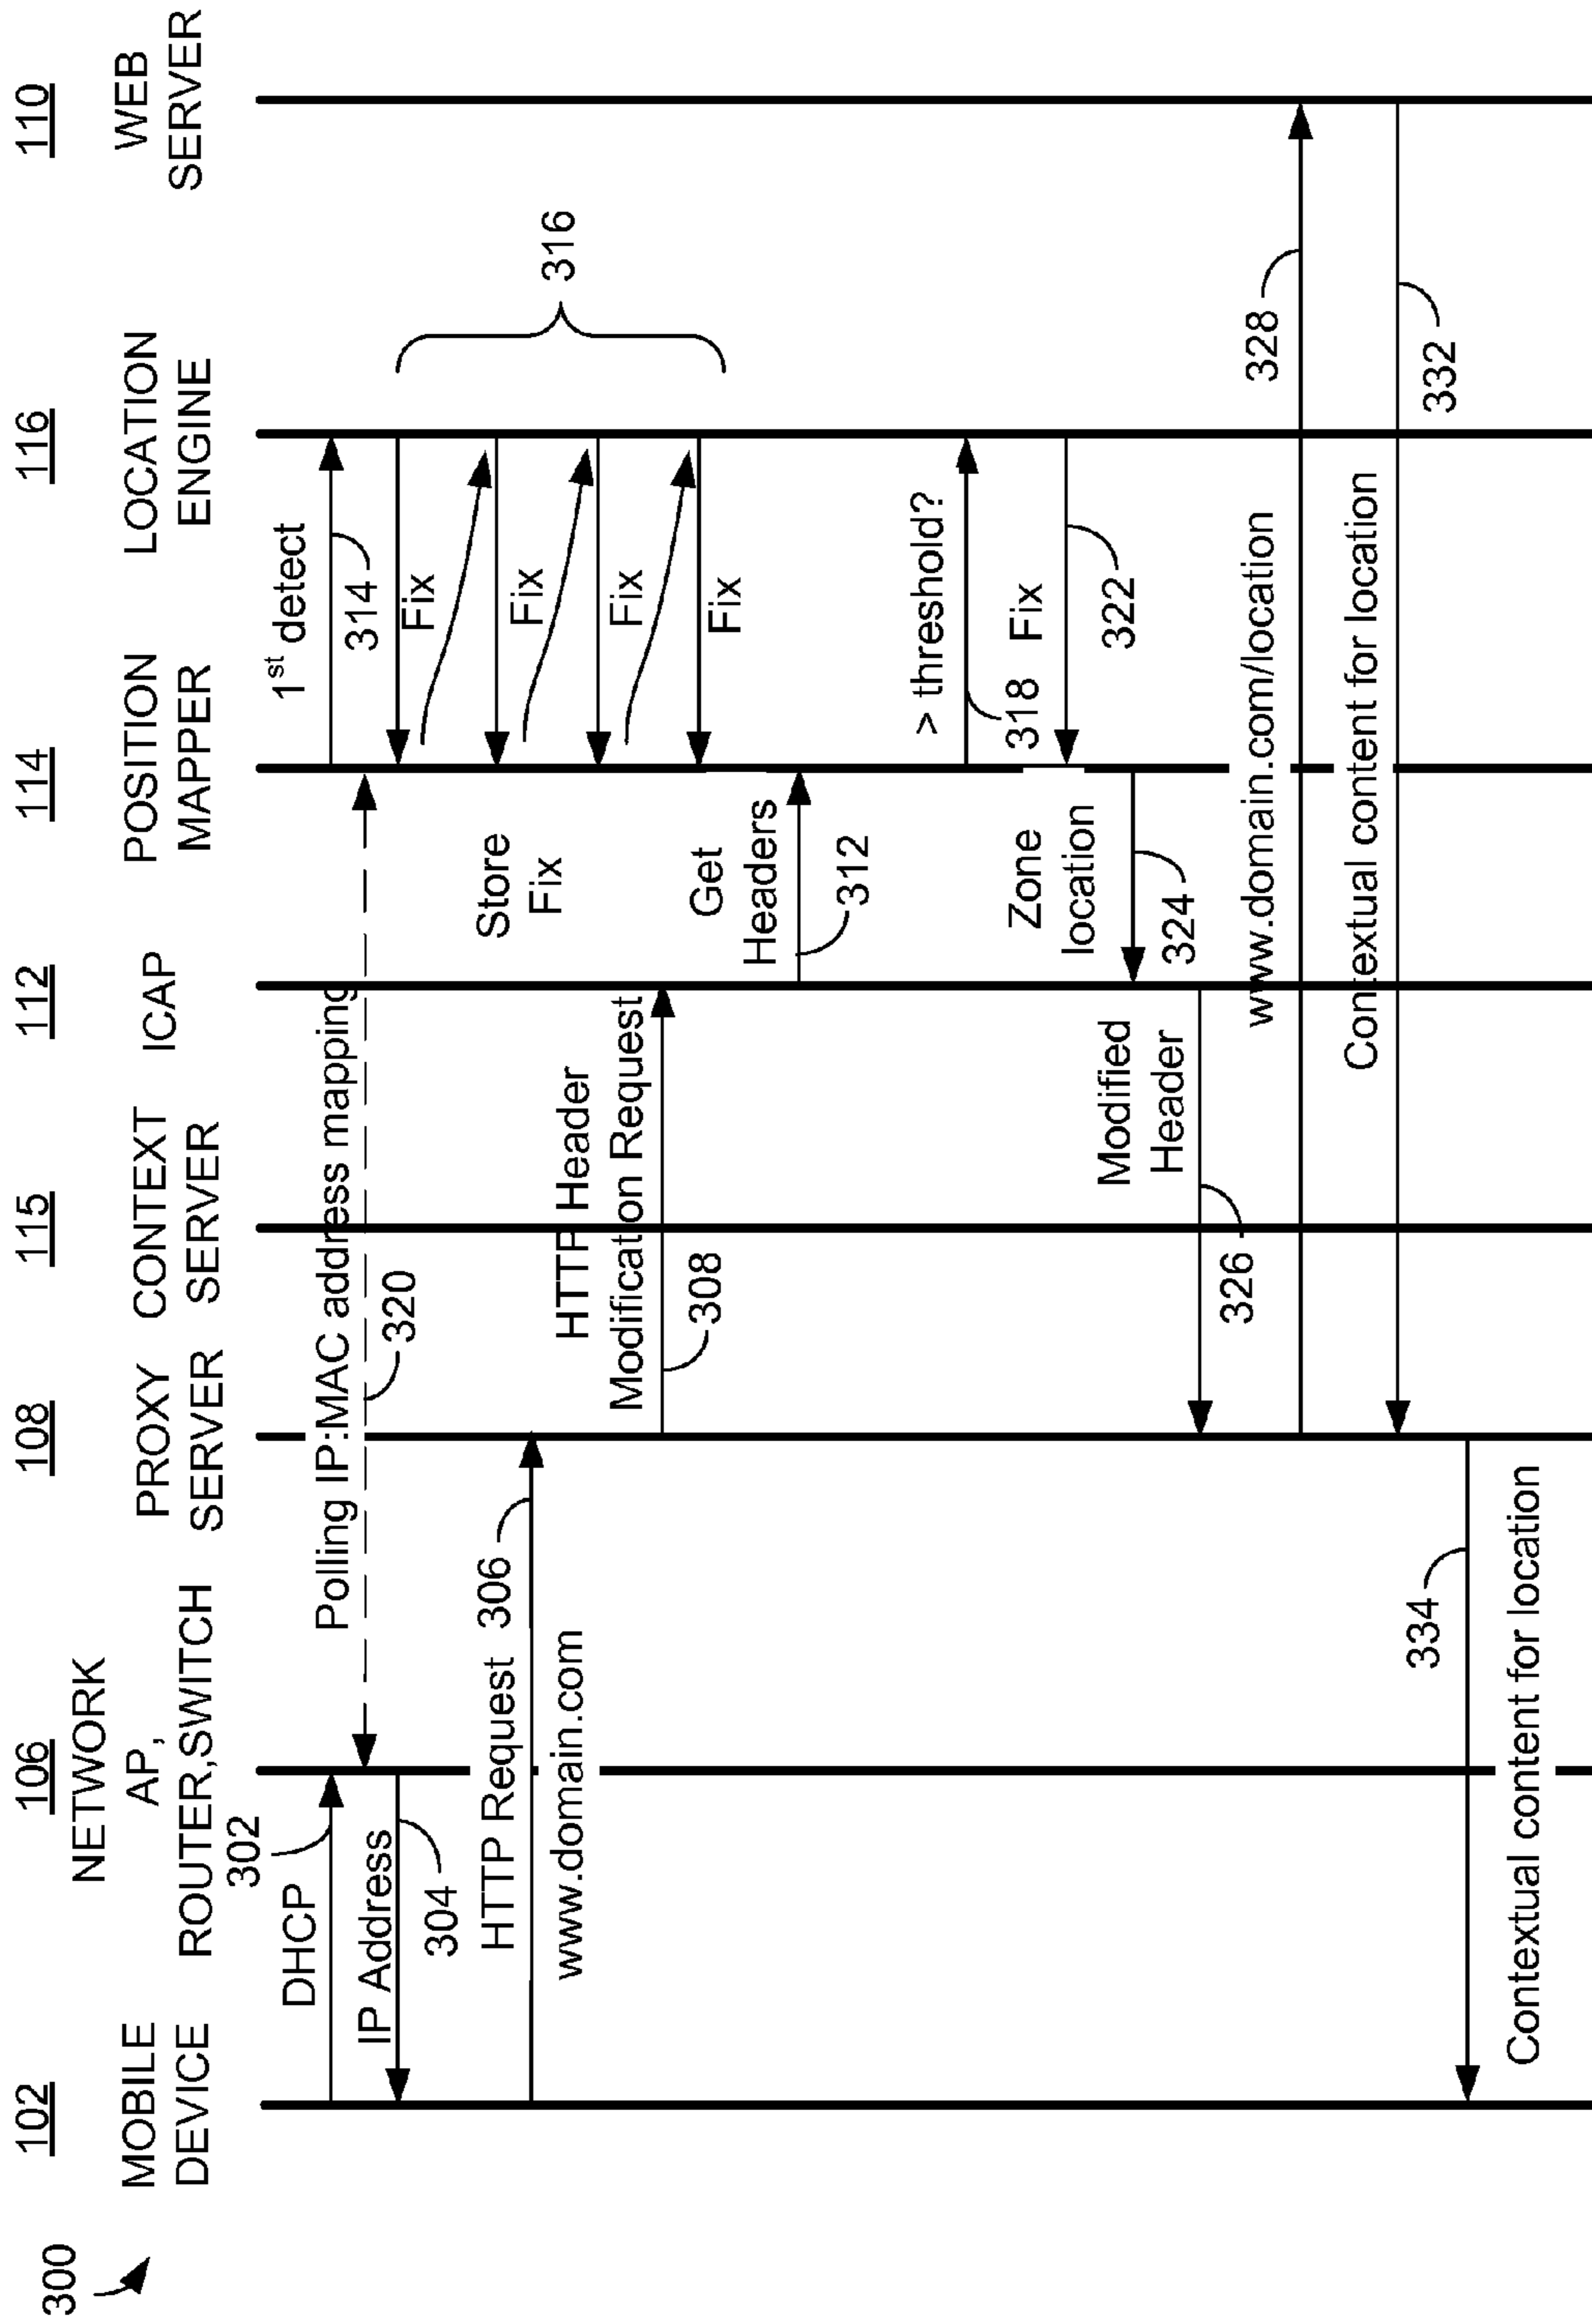 300
102
MOBILE
DEVICE
106
NETWORK
AP,
ROUTER,SWITCH
108
PROXY
SERVER
115
CONTEXT
SERVER
112
ICAP
114
POSITION
MAPPER
116
LOCATION
ENGINE
110
WEB
SERVER
302
DHCP
IP Address
304
Polling IP:MAC address mapping
320
1st detect
314
Fix
Fix
Fix
Fix
316
Store
Fix
HTTP Request 306
www.domain.com
HTTP Header
Modification Request
308
Get
Headers
312
> threshold?
318
Fix
322
Zone
location
324
Modified
Header
326
www.domain.com/location
328
Contextual content for location
332
334
Contextual content for location